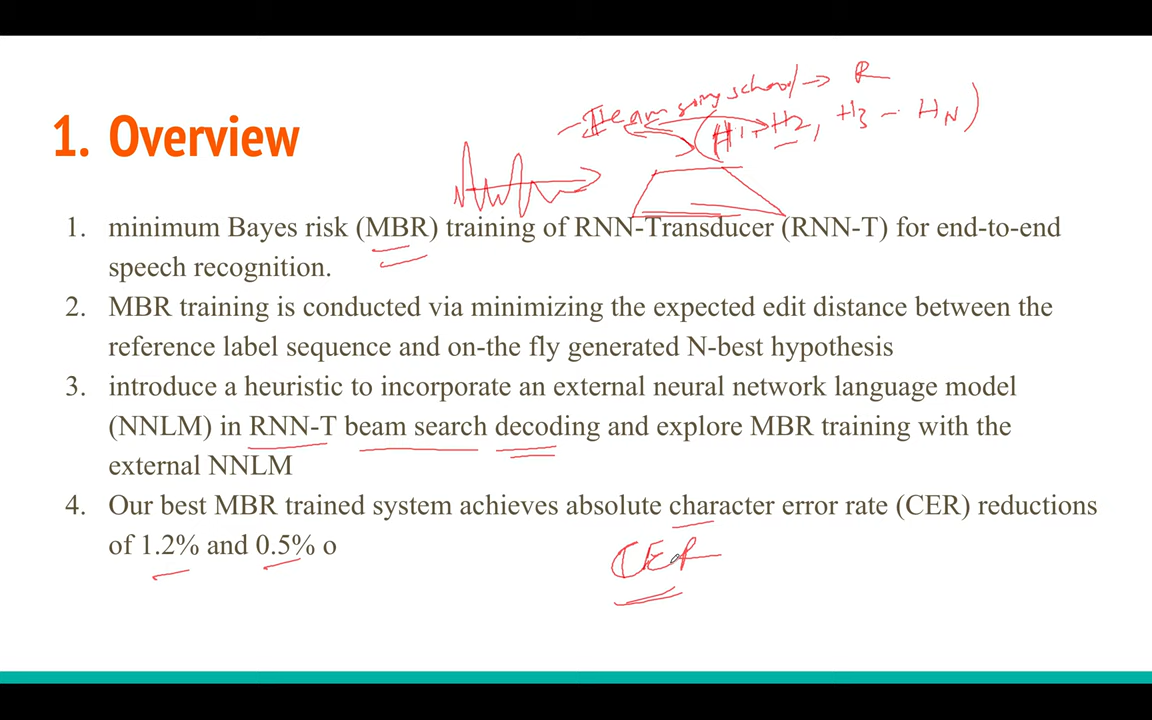 1. Overview
school → R
(H1, H2, H3 - HN)
1. minimum Bayes risk (MBR) training of RNN-Transducer (RNN-T) for end-to-end
speech recognition.
2. MBR training is conducted via minimizing the expected edit distance between the
reference label sequence and on-the fly generated N-best hypothesis
3. introduce a heuristic to incorporate an external neural network language model
(NNLM) in RNN-T beam search decoding and explore MBR training with the
external NNLM
4. Our best MBR trained system achieves absolute character error rate (CER) reductions
of 1.2% and 0.5% o
CER